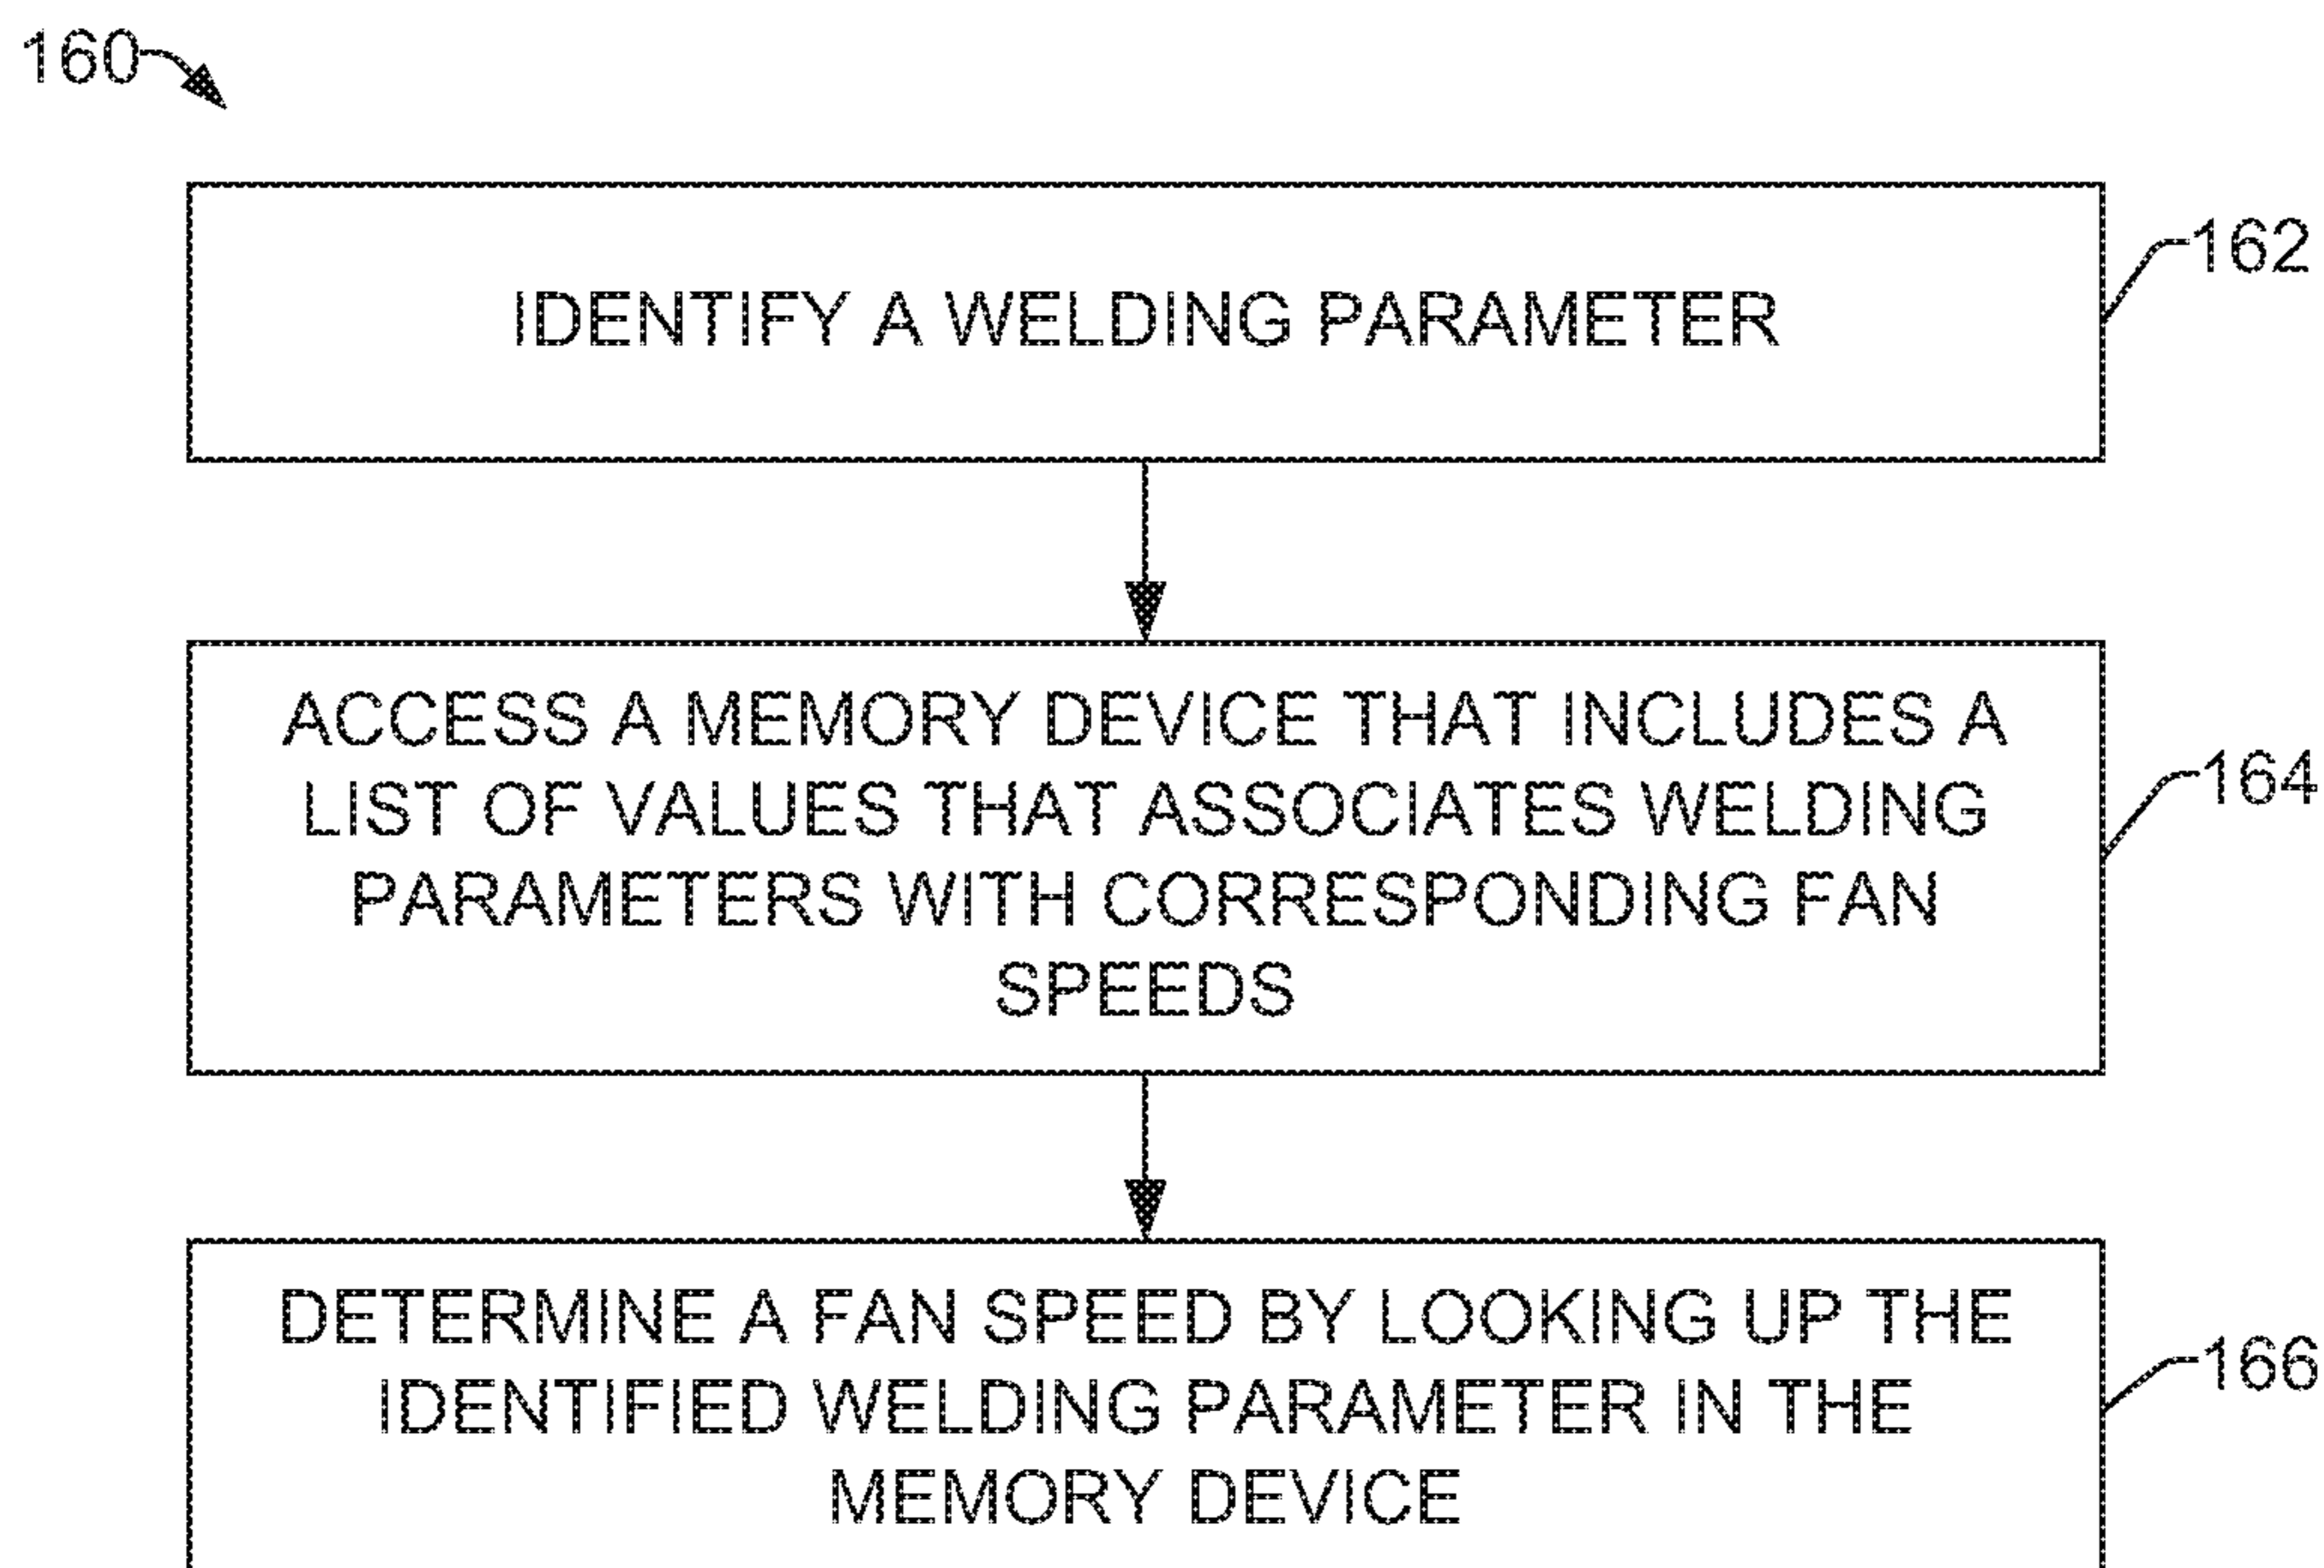 160
IDENTIFY A WELDING PARAMETER
162
ACCESS A MEMORY DEVICE THAT INCLUDES A
LIST OF VALUES THAT ASSOCIATES WELDING
PARAMETERS WITH CORRESPONDING FAN
SPEEDS
164
DETERMINE A FAN SPEED BY LOOKING UP THE
IDENTIFIED WELDING PARAMETER IN THE
MEMORY DEVICE
166